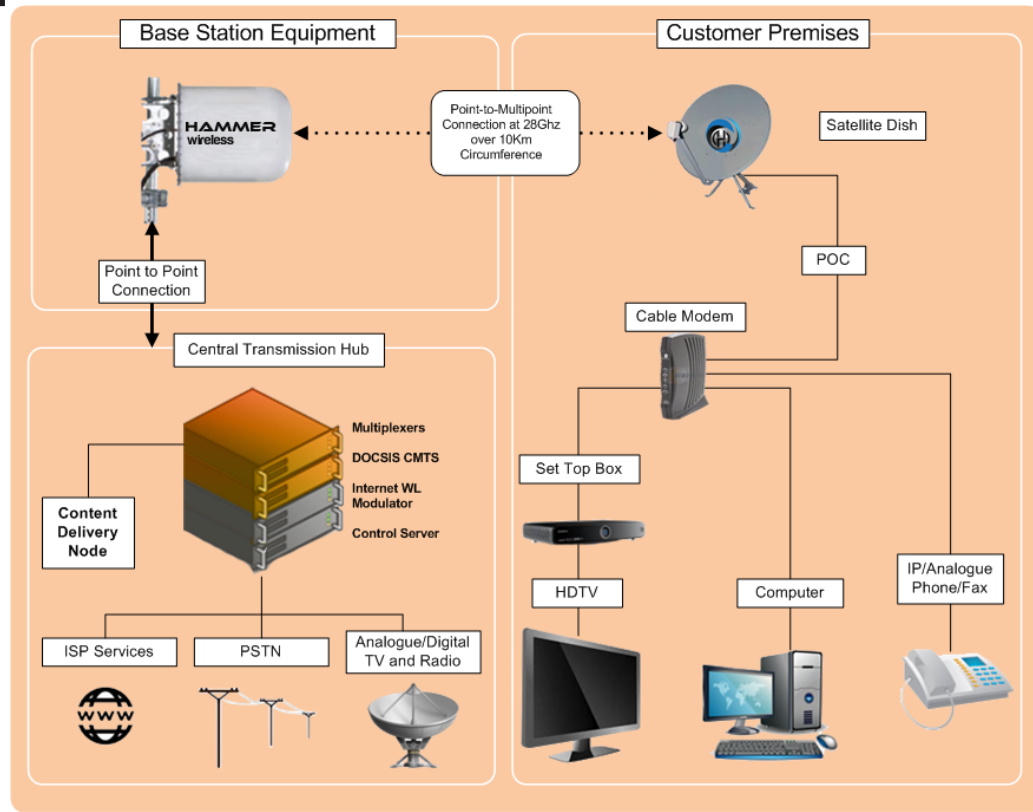 Base Station Equipment
Customer Premises
HAMMER
wireless
Point-to-Multipoint
Connection at 28Ghz
over 10Km
Circumference
Satellite Dish
POC
Point to Point
Connection
Cable Modem
Central Transmission Hub
Multiplexers
DOCSIS CMTS
Internet WL
Modulator
Control Server
Content
Delivery
Node
Set Top Box
HDTV
Computer
IP/Analogue
Phone/Fax
ISP Services
PSTN
Analogue/Digital
TV and Radio
WWW